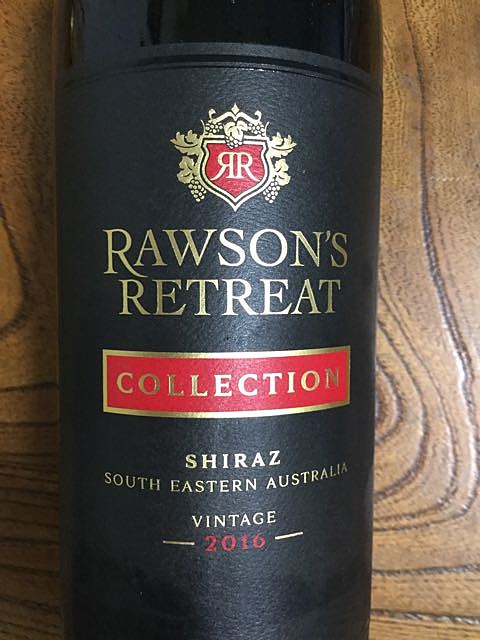 RR
RAWSON'S
RETREAT
COLLECTION
SHIRAZ
SOUTH EASTERN AUSTRALIA
VINTAGE
2016